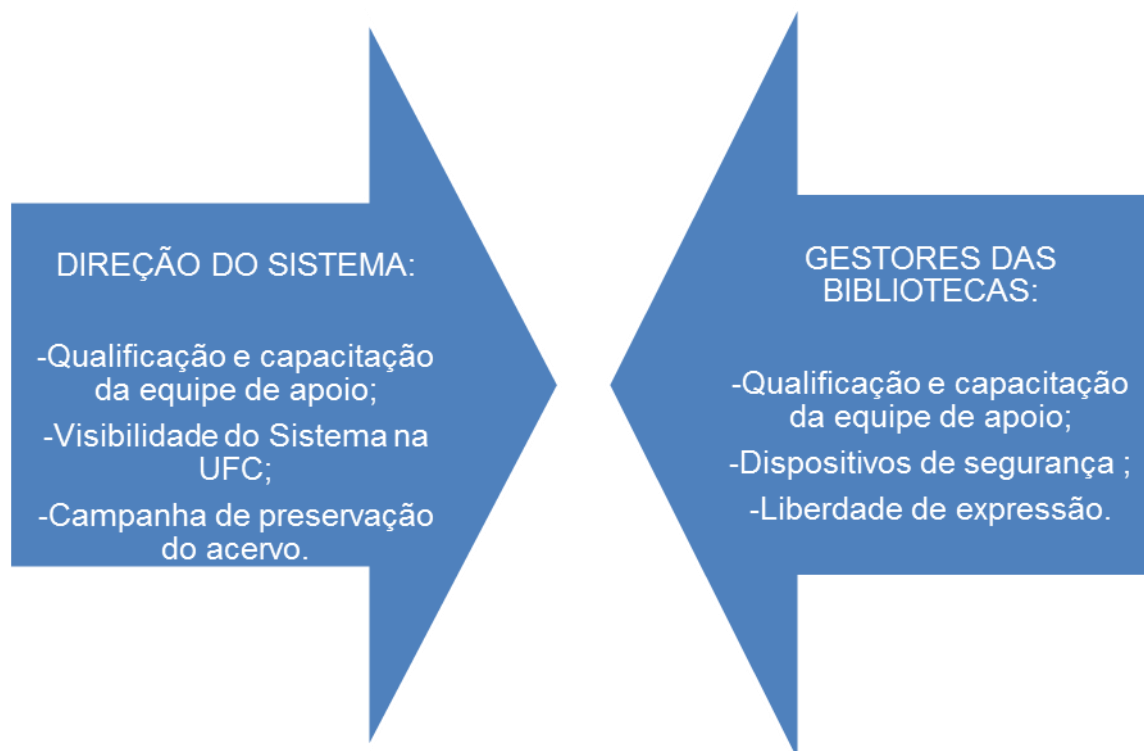 DIREÇÃO DO SISTEMA:
-Qualificação e capacitação
da equipe de apoio;
-Visibilidade do Sistema na
UFC;
-Campanha de preservação
do acervo.
GESTORES DAS
BIBLIOTECAS:
-Qualificação e capacitação
da equipe de apoio;
-Dispositivos de segurança ;
-Liberdade de expressão.